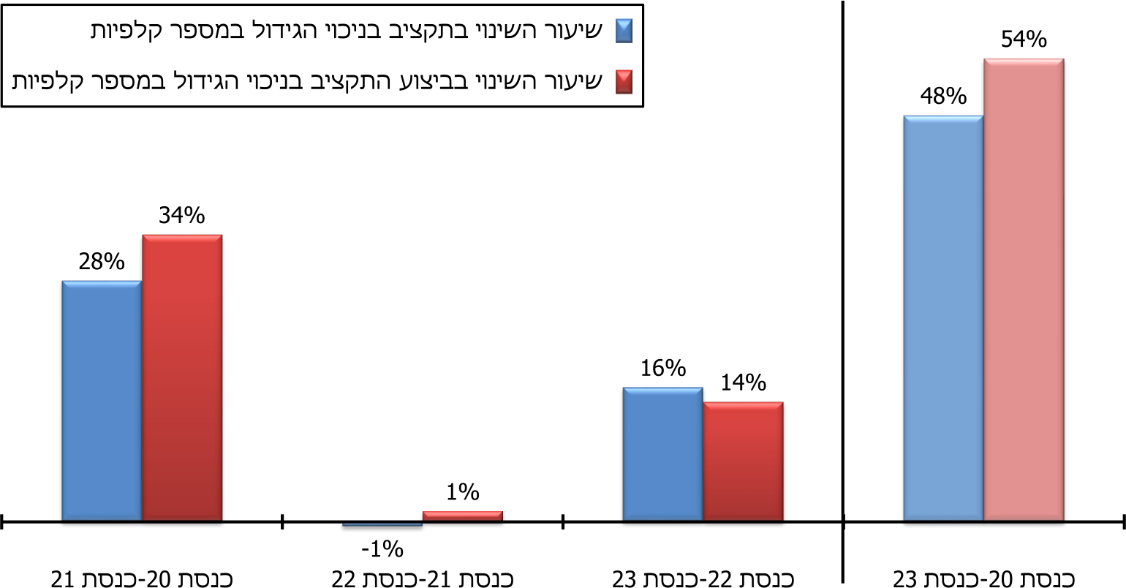 שיעור השינוי בתקציב בניכוי הגידול במספר קלפיות
שיעור השינוי בביצוע התקציב בניכוי הגידול במספר קלפיות
54%
48%
34%
28%
16%
14%
1%
-1%
כנסת 20-כנסת 21
כנסת 21-כנסת 22
כנסת 22-כנסת 23
כנסת 20-כנסת 23